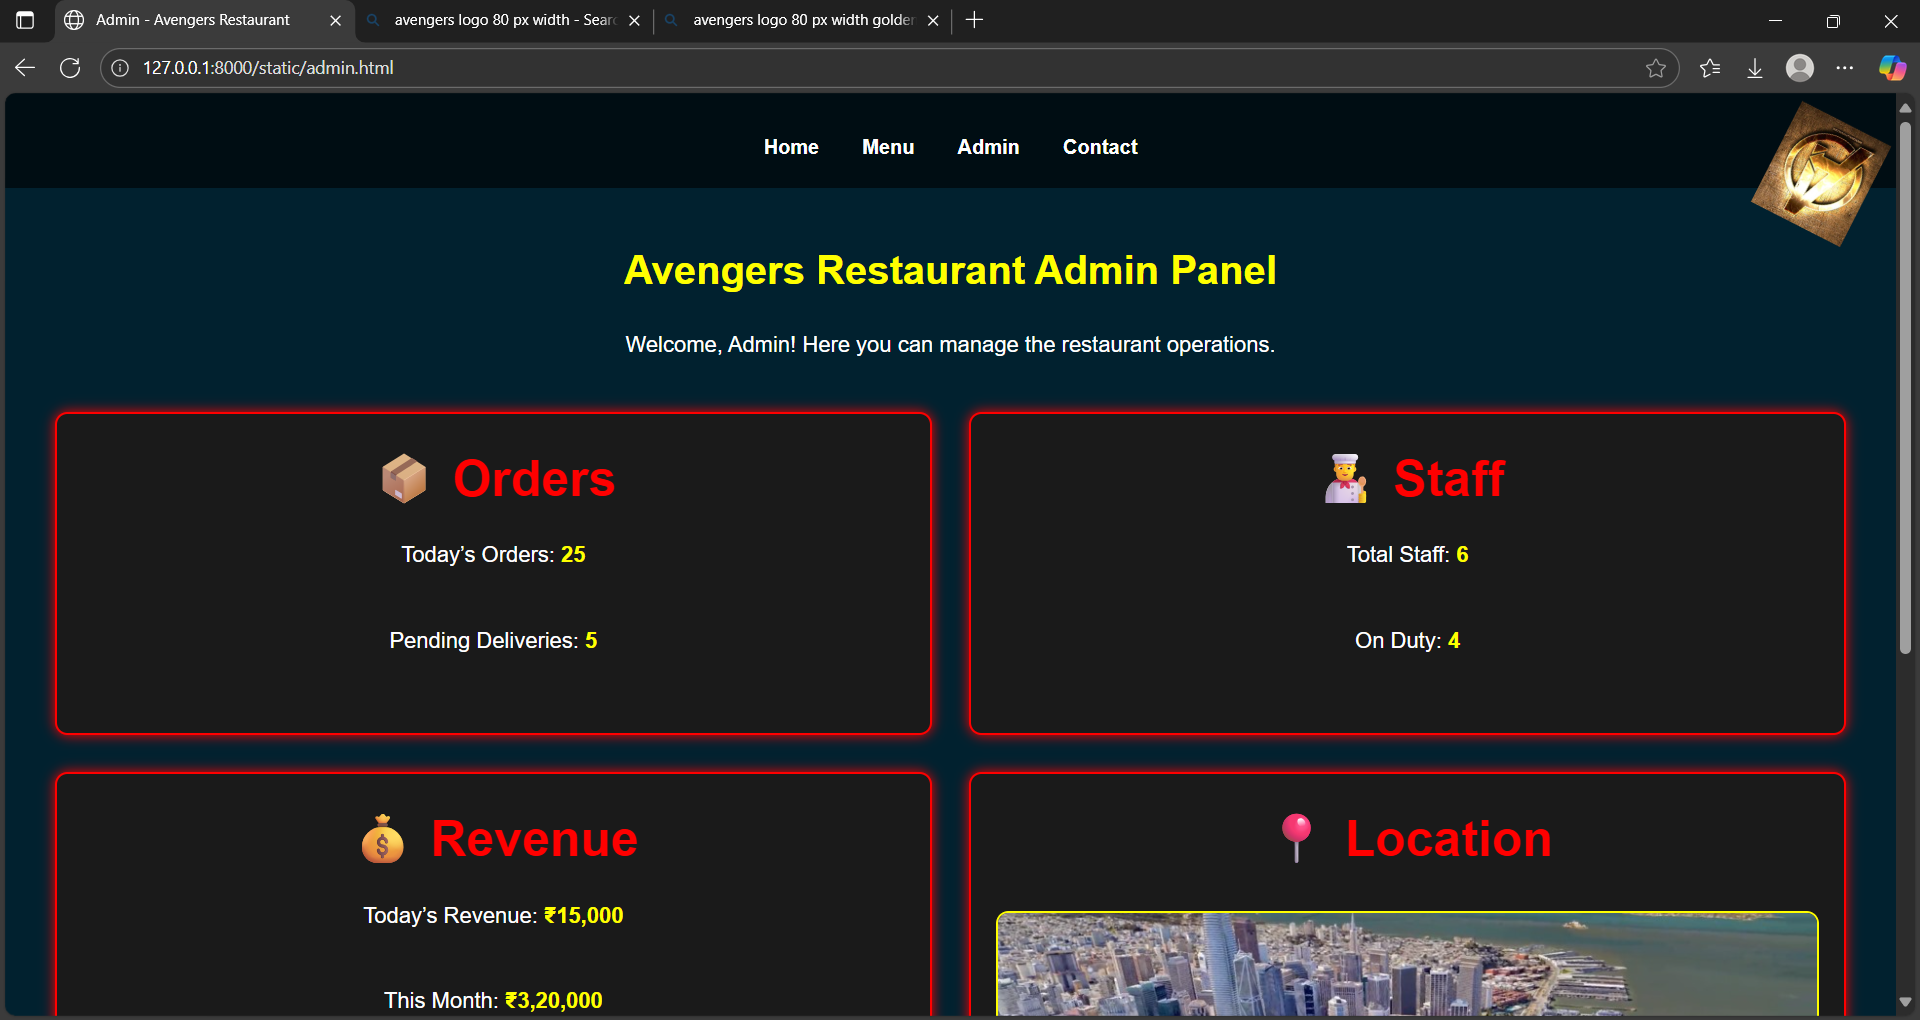 Admin - Avengers Restaurant
avengers logo 80 px width - Sear
avengers logo 80 px width golder
127.0.0.1:8000/static/admin.html
Home Menu Admin Contact
Avengers Restaurant Admin Panel
Welcome, Admin! Here you can manage the restaurant operations.
Orders
Today’s Orders: 25
Pending Deliveries: 5
Staff
Total Staff: 6
On Duty: 4
Revenue
Today’s Revenue: ₹15,000
This Month: ₹3,20,000
Location